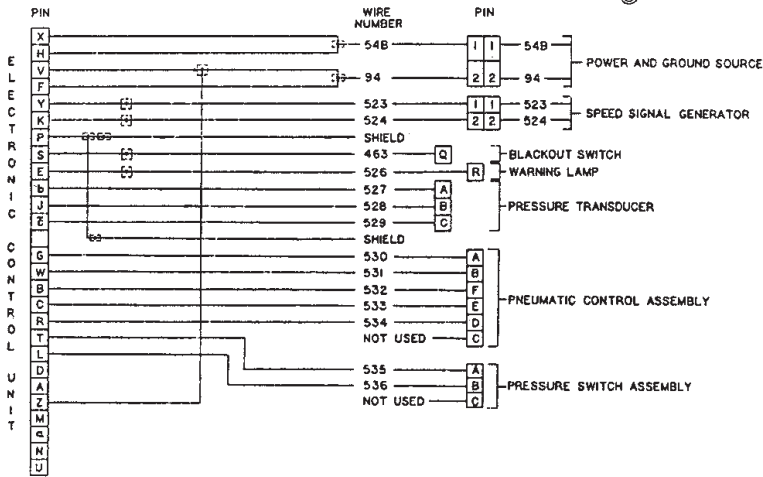 PIN WIRE NUMBER PIN
ELECTRONIC CONTROL UNIT
X
H 54B 1 1 54B
V POWER AND GROUND SOURCE
F 94 2 2 94
Y 523 1 1 523
K 524 2 2 524 SPEED SIGNAL GENERATOR
P SHIELD
S 463 Q BLACKOUT SWITCH
E 526 R WARNING LAMP
b 527 A
J 528 B PRESSURE TRANSDUCER
c 529 C
SHIELD
G 530 A
W 531 B
B 532 F
C 533 E PNEUMATIC CONTROL ASSEMBLY
R 534 D
T NOT USED C
L
D 535 A
A 536 B PRESSURE SWITCH ASSEMBLY
Z NOT USED C
M
a
N
U